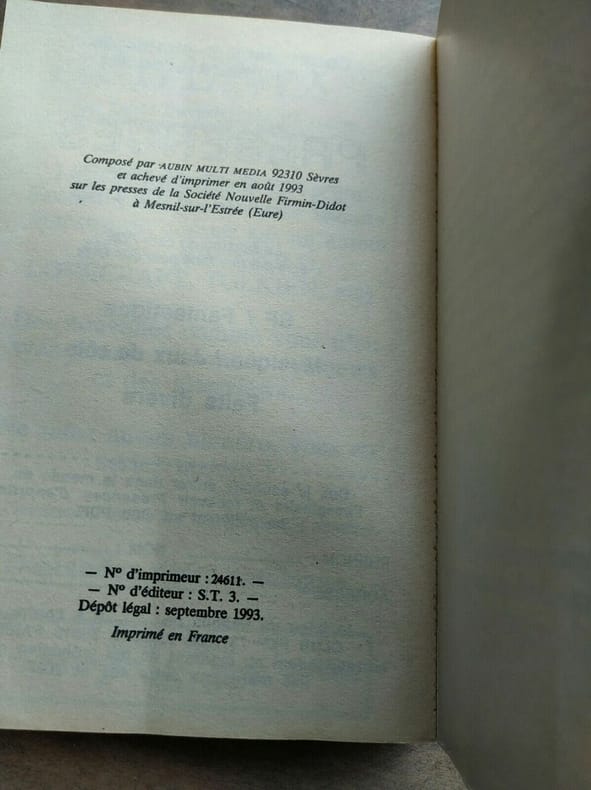 Composé par AUBIN MULTI MEDIA 92310 Sèvres
et achevé d'imprimer en août 1993
sur les presses de la Société Nouvelle Firmin-Didot
à Mesnil-sur-l'Estrée (Eure)
— N° d'imprimeur : 24611. —
— N° d'éditeur : S.T. 3. —
Dépôt légal : septembre 1993.
Imprimé en France